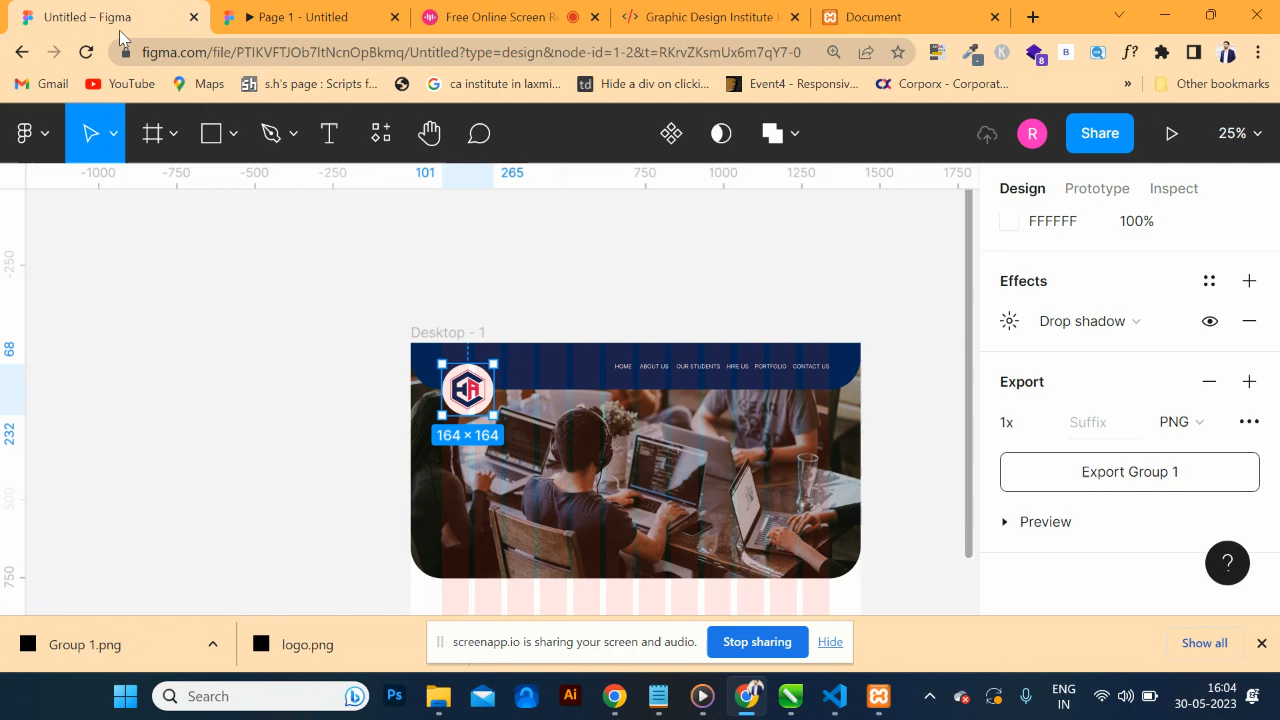 Untitled – Figma
Page 1 - Untitled
Free Online Screen R
Graphic Design Institute
Document
figma.com/file/PTIKVFTJOb7ltNcnOpBkmq/Untitled?type=design&node-id=1-2&t=RKrvZKsmUx6m7qY7-0
Gmail
YouTube
Maps
s.h's page : Scripts f...
ca institute in laxmi...
Hide a div on clicki...
Event4 - Responsiv...
Corporx – Corporat...
»
Other bookmarks
R
Share
25%
-1000 -750 -500 -250 101 265 750 1000 1250 1500 1750
Design
Prototype
Inspect
FFFFFF
100%
-250
Effects
Drop shadow
Desktop - 1
68
HOME ABOUT US OUR STUDENTS HIRE US PORTFOLIO CONTACT US
Export
1x
Suffix
PNG
232
164 × 164
Export Group 1
500
Preview
750
?
Group 1.png
logo.png
screenapp.io is sharing your screen and audio.
Stop sharing
Hide
Show all
Search
Ps
Ai
ENG
IN
16:04
30-05-2023